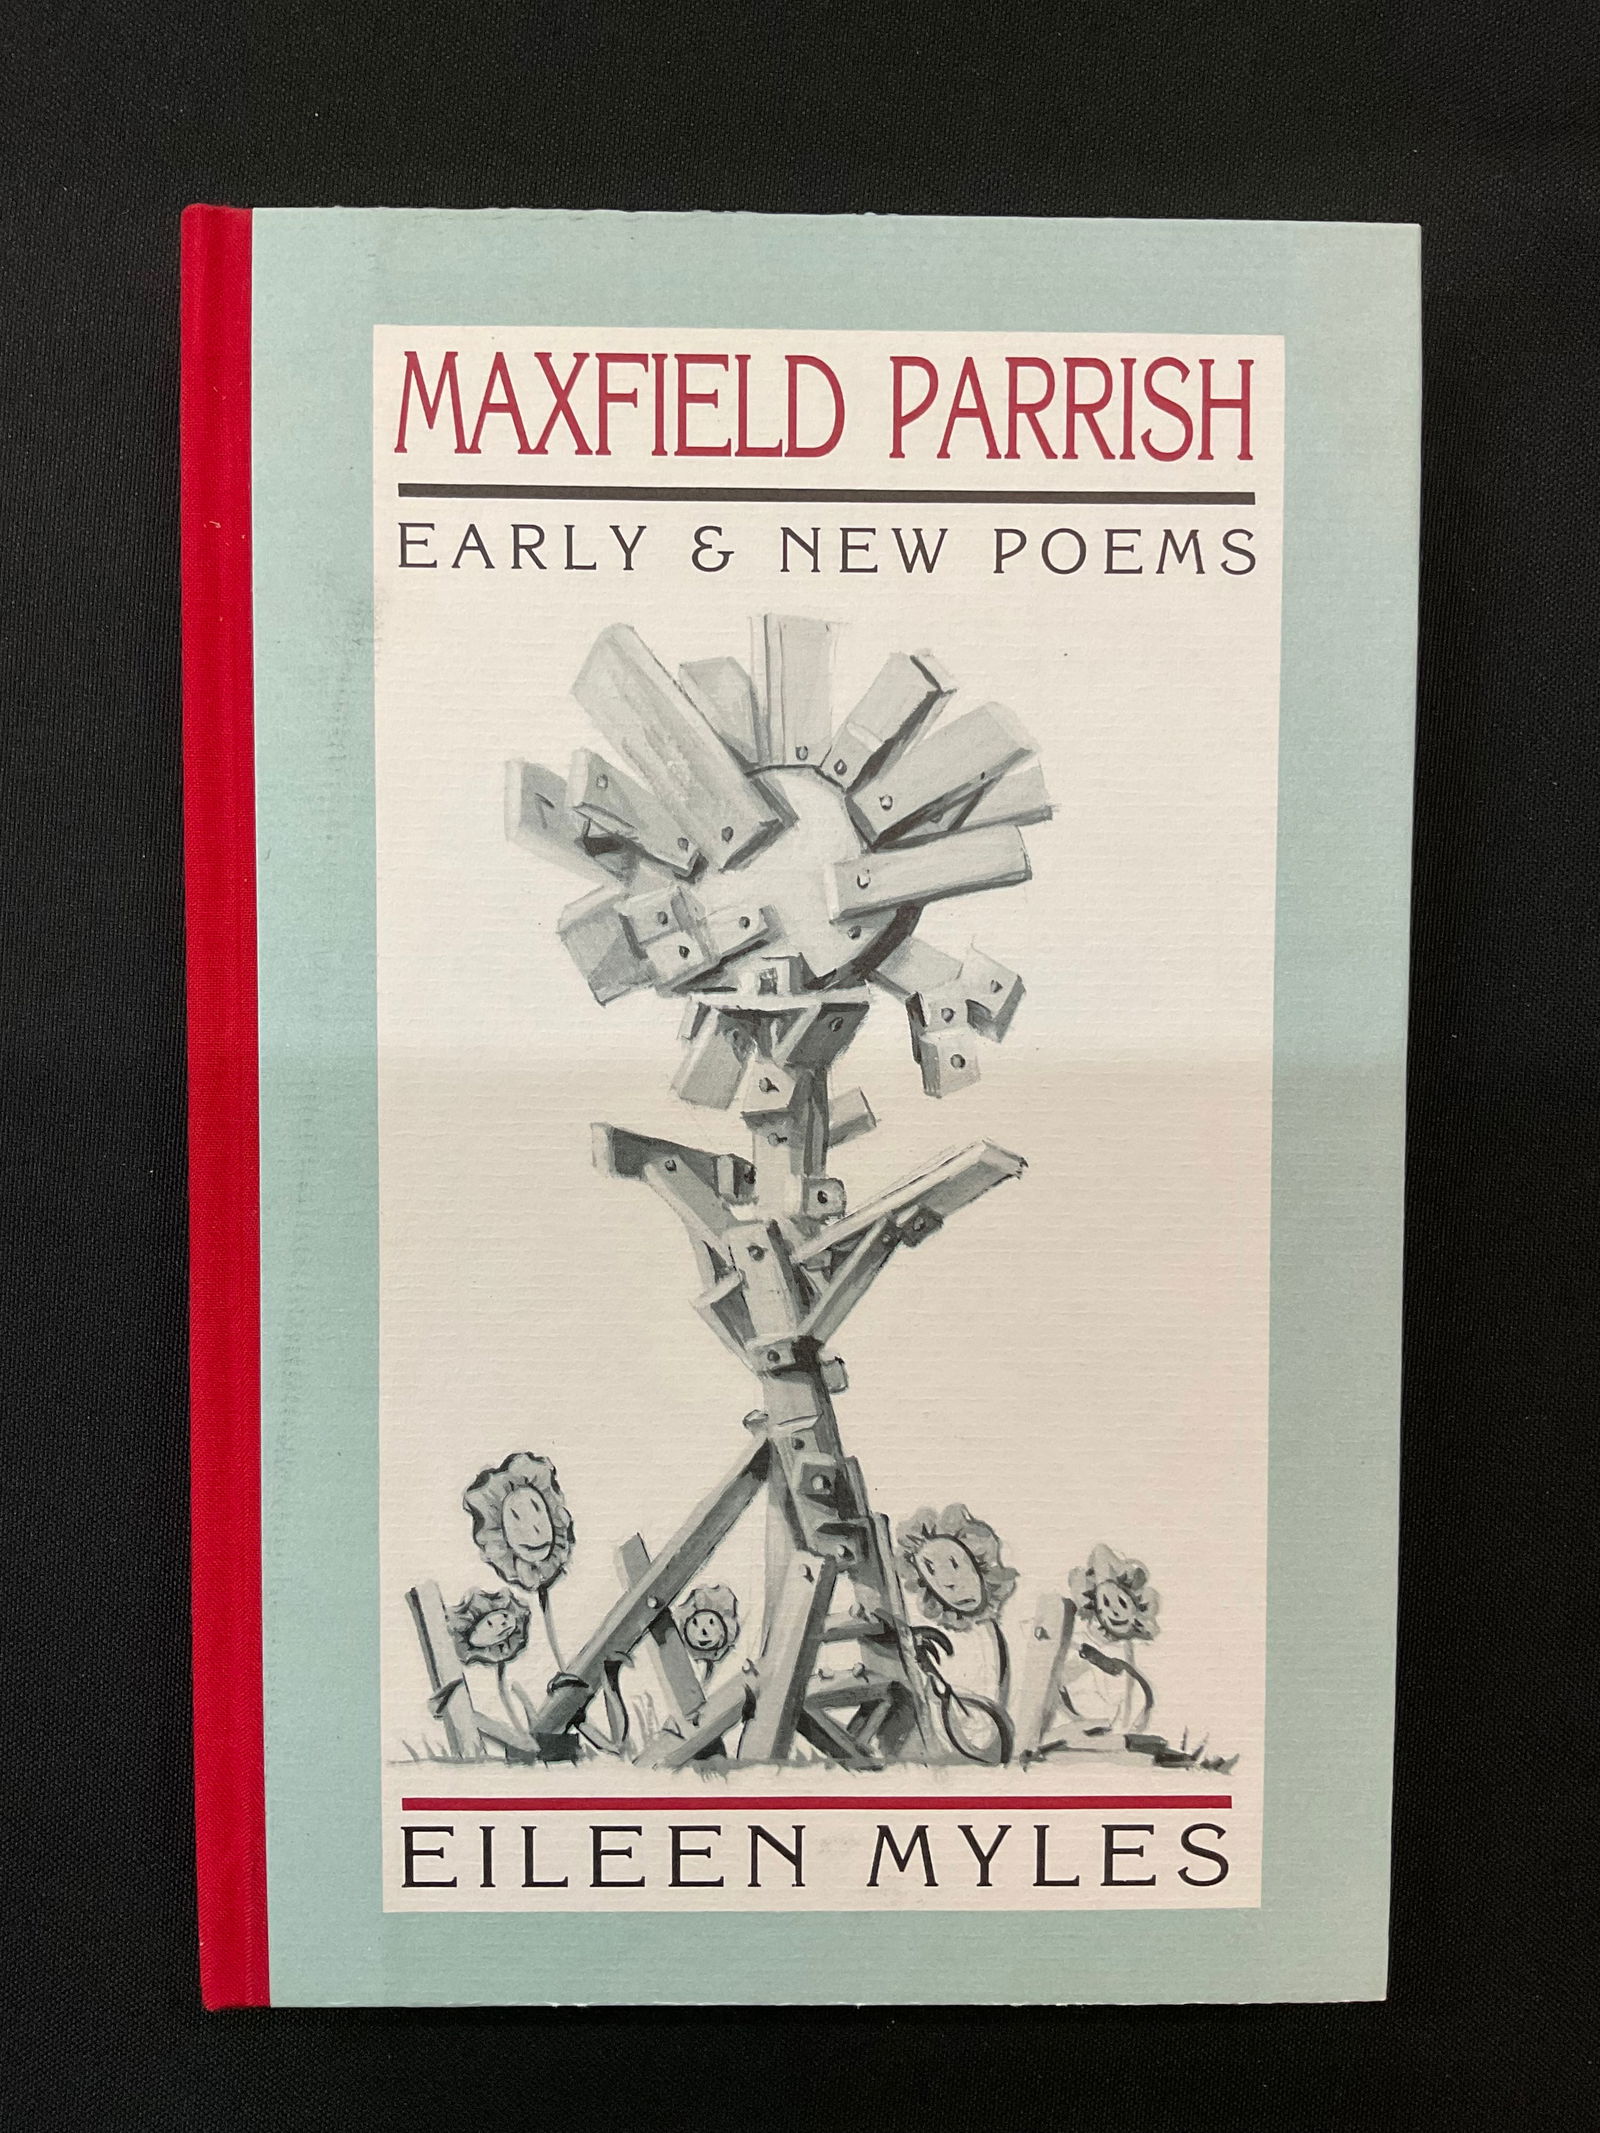 MAXFIELD PARRISH
EARLY & NEW POEMS
EILEEN MYLES